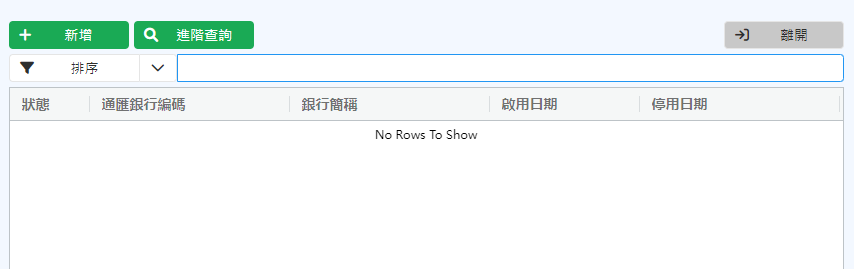 新增 進階查詢 離開
排序
狀態 通匯銀行編碼 銀行簡稱 啟用日期 停用日期
No Rows To Show